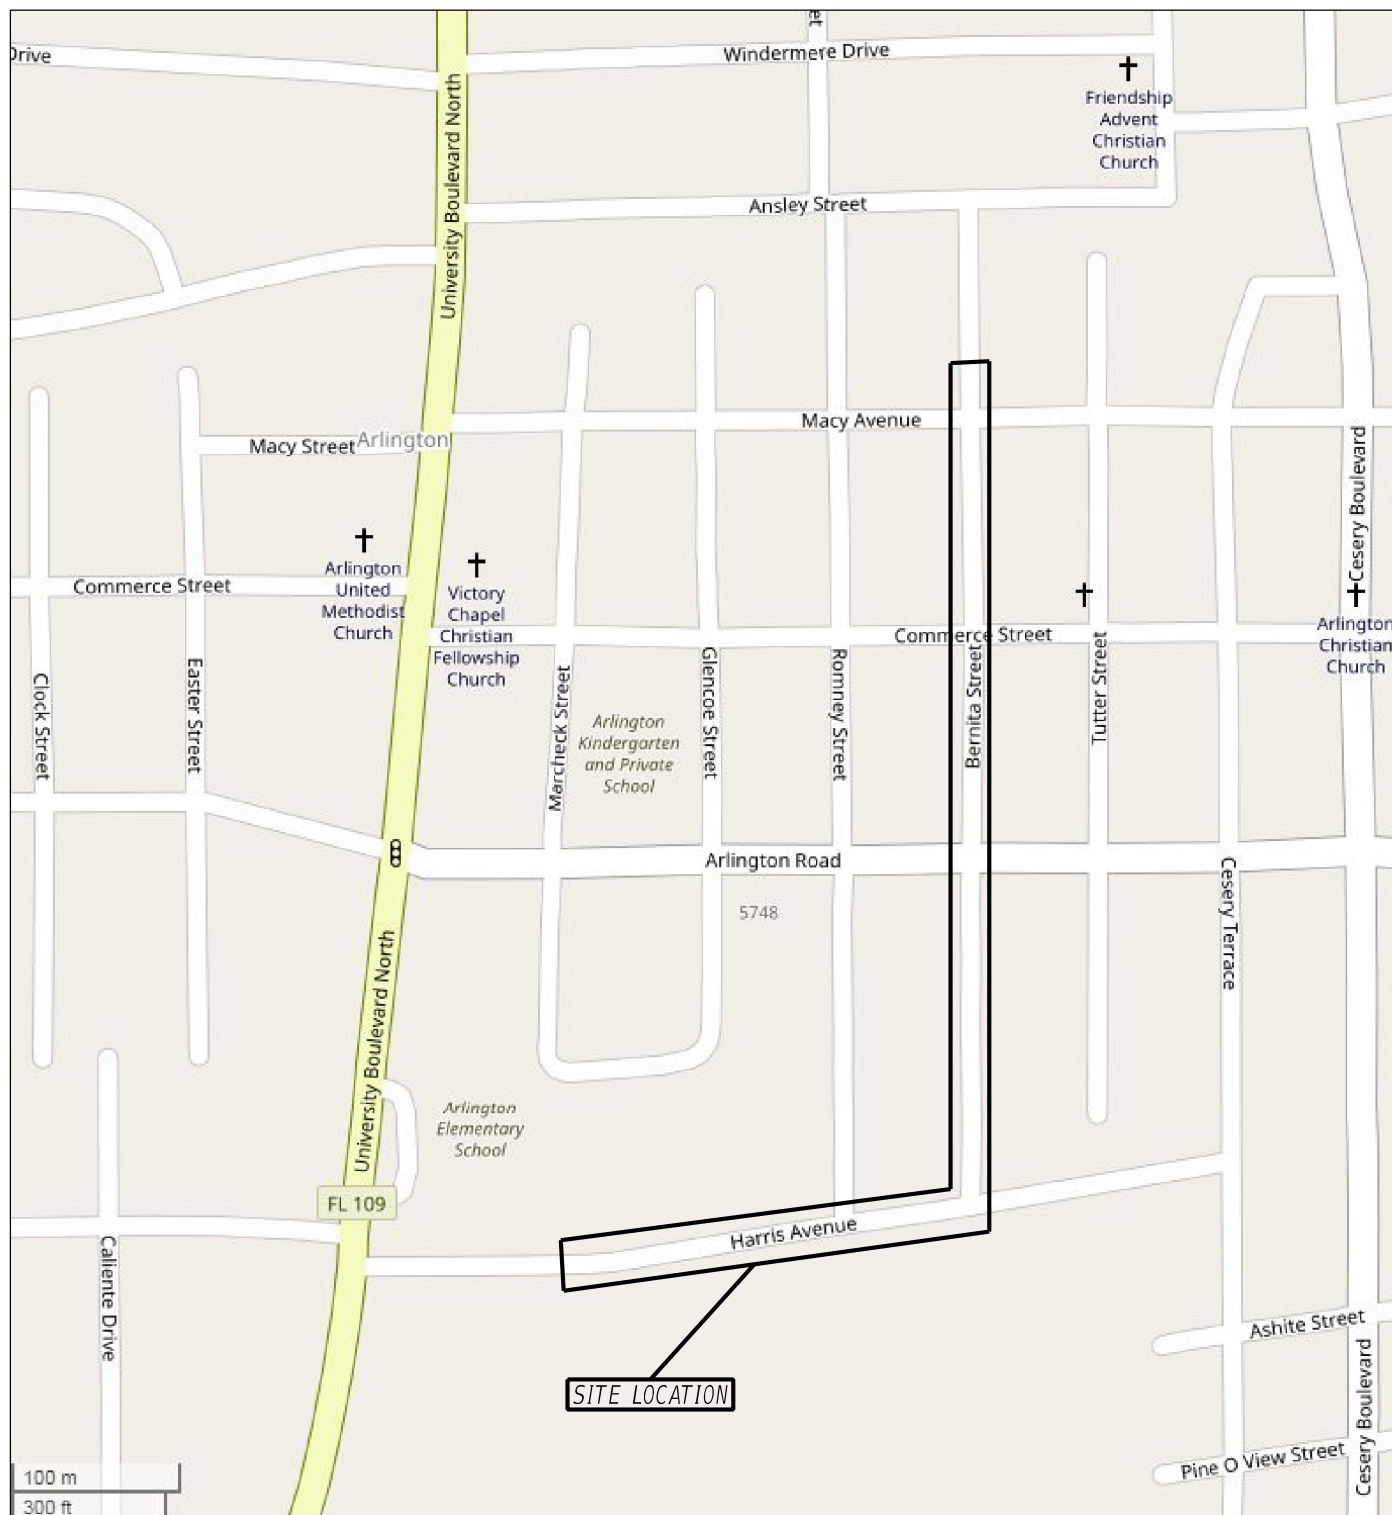 et
Drive
Windermere Drive
Friendship
Advent
Christian
Church
University Boulevard North
Ansley Street
Macy Avenue
Macy Street
Arlington
Cesery Boulevard
Arlington
United
Methodist
Church
Commerce Street
Victory
Chapel
Christian
Fellowship
Church
Commerce Street
Arlington
Christian
Church
Clock Street
Easter Street
Marcheck Street
Arlington
Kindergarten
and Private
School
Glencoe Street
Romney Street
Bernita Street
Tutter Street
Arlington Road
5748
Cesery Terrace
University Boulevard North
Arlington
Elementary
School
FL 109
Harris Avenue
Caliente Drive
Ashite Street
SITE LOCATION
Cesery Boulevard
Pine O View Street
100 m
300 ft